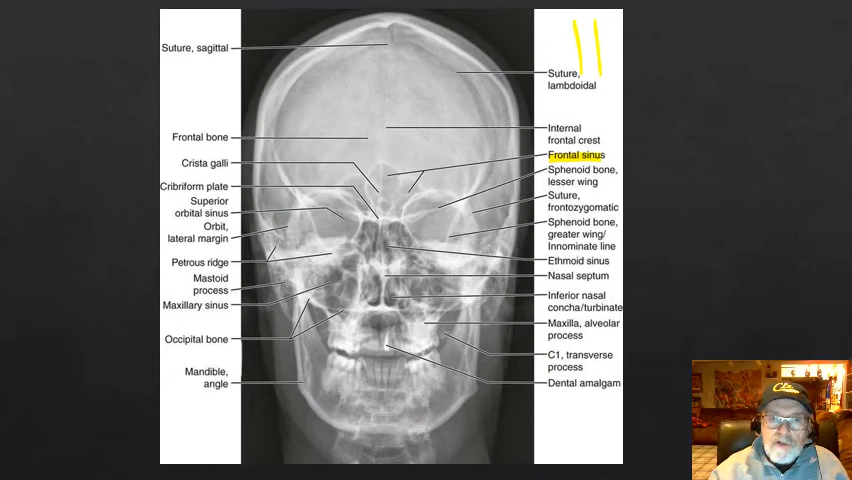 Suture, sagittal
Frontal bone
Crista galli
Cribriform plate
Superior
orbital sinus
Orbit,
lateral margin
Petrous ridge
Mastoid
process
Maxillary sinus
Occipital bone
Mandible,
angle
Suture,
lambdoidal
Internal
frontal crest
Frontal sinus
Sphenoid bone,
lesser wing
Suture,
frontozygomatic
Sphenoid bone,
greater wing/
Innominate line
Ethmoid sinus
Nasal septum
Inferior nasal
concha/turbinate
Maxilla, alveolar
process
C1, transverse
process
Dental amalgam